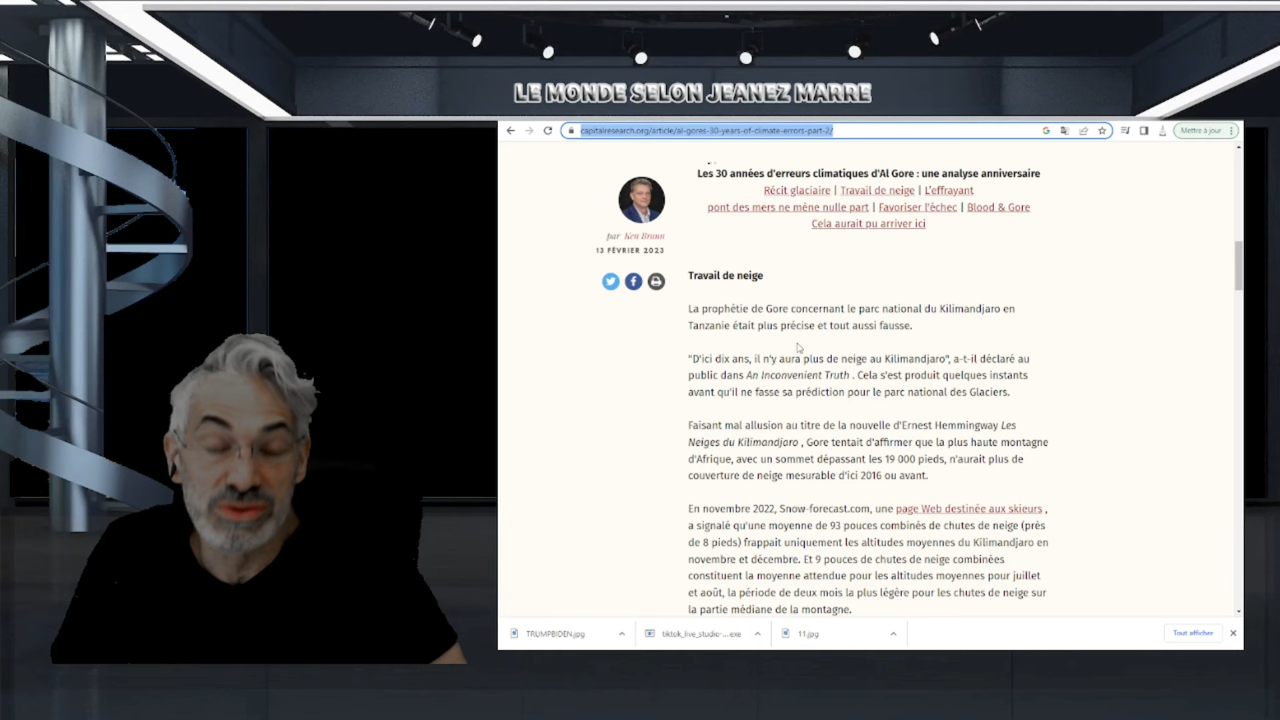 LE MONDE SELON JEANEZ MARRE
capitalresearch.org/article/al-gores-30-years-of-climate-errors-part-2/
Mettre à jour
Les 30 années d'erreurs climatiques d'Al Gore : une analyse anniversaire
Récit glaciaire | Travail de neige | L'effrayant
pont des mers ne mène nulle part | Favoriser l'échec | Blood & Gore
Cela aurait pu arriver ici
par Ken Braun
13 FÉVRIER 2023
Travail de neige
La prophétie de Gore concernant le parc national du Kilimandjaro en
Tanzanie était plus précise et tout aussi fausse.
"D'ici dix ans, il n'y aura plus de neige au Kilimandjaro", a-t-il déclaré au
public dans An Inconvenient Truth . Cela s'est produit quelques instants
avant qu'il ne fasse sa prédiction pour le parc national des Glaciers.
Faisant mal allusion au titre de la nouvelle d'Ernest Hemmingway Les
Neiges du Kilimandjaro , Gore tentait d'affirmer que la plus haute montagne
d'Afrique, avec un sommet dépassant les 19 000 pieds, n'aurait plus de
couverture de neige mesurable d'ici 2016 ou avant.
En novembre 2022, Snow-forecast.com, une page Web destinée aux skieurs ,
a signalé qu'une moyenne de 93 pouces combinés de chutes de neige (près
de 8 pieds) frappait uniquement les altitudes moyennes du Kilimandjaro en
novembre et décembre. Et 9 pouces de chutes de neige combinées
constituent la moyenne attendue pour les altitudes moyennes pour juillet
et août, la période de deux mois la plus légère pour les chutes de neige sur
la partie médiane de la montagne.
TRUMPBIDEN.jpg
tiktok_live_studio-....exe
11.jpg
Tout afficher